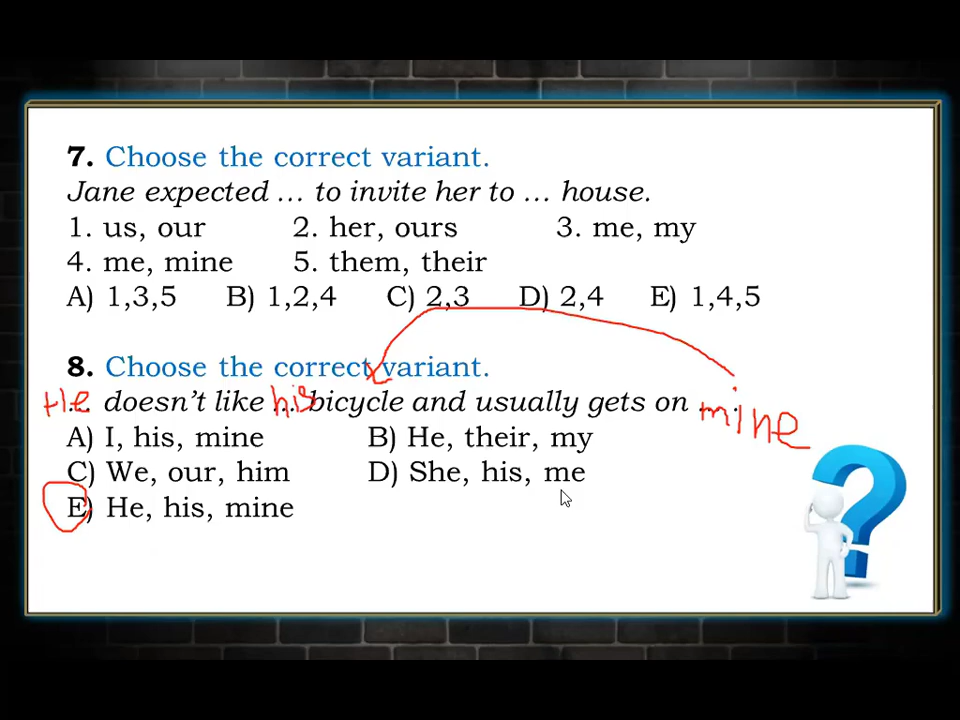 7. Choose the correct variant.
Jane expected … to invite her to … house.
1. us, our 2. her, ours 3. me, my
4. me, mine 5. them, their
A) 1,3,5 B) 1,2,4 C) 2,3 D) 2,4 E) 1,4,5
8. Choose the correct variant.
He … doesn't like his … bicycle and usually gets on … . mine
A) I, his, mine B) He, their, my
C) We, our, him D) She, his, me
E) He, his, mine